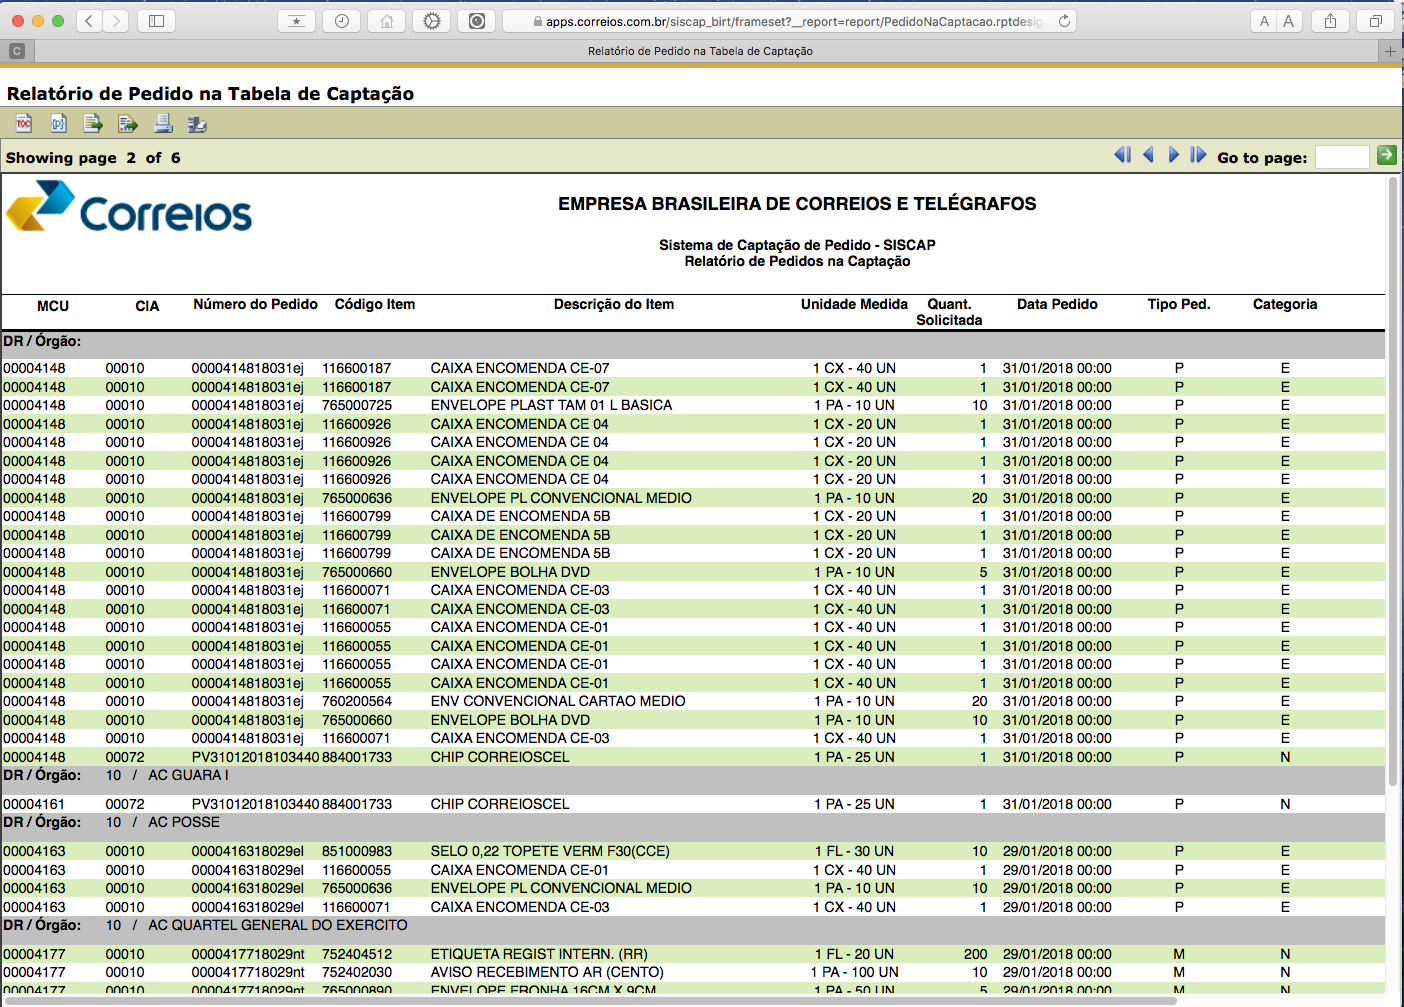 apps.correios.com.br/siscap_birt/frameset?__report=report/PedidoNaCaptacao.rptdesig
A A
C Relatório de Pedido na Tabela de Captação
Relatório de Pedido na Tabela de Captação
TOC
Showing page 2 of 6 Go to page:
Correios
EMPRESA BRASILEIRA DE CORREIOS E TELÉGRAFOS
Sistema de Captação de Pedido - SISCAP
Relatório de Pedidos na Captação
MCU CIA Número do Pedido Código Item Descrição do Item Unidade Medida Quant. Solicitada Data Pedido Tipo Ped. Categoria
DR / Órgão:
00004148 00010 0000414818031ej 116600187 CAIXA ENCOMENDA CE-07 1 CX - 40 UN 1 31/01/2018 00:00 P E
00004148 00010 0000414818031ej 116600187 CAIXA ENCOMENDA CE-07 1 CX - 40 UN 1 31/01/2018 00:00 P E
00004148 00010 0000414818031ej 765000725 ENVELOPE PLAST TAM 01 L BASICA 1 PA - 10 UN 10 31/01/2018 00:00 P E
00004148 00010 0000414818031ej 116600926 CAIXA ENCOMENDA CE 04 1 CX - 20 UN 1 31/01/2018 00:00 P E
00004148 00010 0000414818031ej 116600926 CAIXA ENCOMENDA CE 04 1 CX - 20 UN 1 31/01/2018 00:00 P E
00004148 00010 0000414818031ej 116600926 CAIXA ENCOMENDA CE 04 1 CX - 20 UN 1 31/01/2018 00:00 P E
00004148 00010 0000414818031ej 116600926 CAIXA ENCOMENDA CE 04 1 CX - 20 UN 1 31/01/2018 00:00 P E
00004148 00010 0000414818031ej 765000636 ENVELOPE PL CONVENCIONAL MEDIO 1 PA - 10 UN 20 31/01/2018 00:00 P E
00004148 00010 0000414818031ej 116600799 CAIXA DE ENCOMENDA 5B 1 CX - 20 UN 1 31/01/2018 00:00 P E
00004148 00010 0000414818031ej 116600799 CAIXA DE ENCOMENDA 5B 1 CX - 20 UN 1 31/01/2018 00:00 P E
00004148 00010 0000414818031ej 116600799 CAIXA DE ENCOMENDA 5B 1 CX - 20 UN 1 31/01/2018 00:00 P E
00004148 00010 0000414818031ej 765000660 ENVELOPE BOLHA DVD 1 PA - 10 UN 5 31/01/2018 00:00 P E
00004148 00010 0000414818031ej 116600071 CAIXA ENCOMENDA CE-03 1 CX - 40 UN 1 31/01/2018 00:00 P E
00004148 00010 0000414818031ej 116600071 CAIXA ENCOMENDA CE-03 1 CX - 40 UN 1 31/01/2018 00:00 P E
00004148 00010 0000414818031ej 116600055 CAIXA ENCOMENDA CE-01 1 CX - 40 UN 1 31/01/2018 00:00 P E
00004148 00010 0000414818031ej 116600055 CAIXA ENCOMENDA CE-01 1 CX - 40 UN 1 31/01/2018 00:00 P E
00004148 00010 0000414818031ej 116600055 CAIXA ENCOMENDA CE-01 1 CX - 40 UN 1 31/01/2018 00:00 P E
00004148 00010 0000414818031ej 116600055 CAIXA ENCOMENDA CE-01 1 CX - 40 UN 1 31/01/2018 00:00 P E
00004148 00010 0000414818031ej 760200564 ENV CONVENCIONAL CARTAO MEDIO 1 PA - 10 UN 20 31/01/2018 00:00 P E
00004148 00010 0000414818031ej 765000660 ENVELOPE BOLHA DVD 1 PA - 10 UN 10 31/01/2018 00:00 P E
00004148 00010 0000414818031ej 116600071 CAIXA ENCOMENDA CE-03 1 CX - 40 UN 1 31/01/2018 00:00 P E
00004148 00072 PV31012018103440 884001733 CHIP CORREIOSCEL 1 PA - 25 UN 1 31/01/2018 00:00 P N
DR / Órgão: 10 / AC GUARA I
00004161 00072 PV31012018103440 884001733 CHIP CORREIOSCEL 1 PA - 25 UN 1 31/01/2018 00:00 P N
DR / Órgão: 10 / AC POSSE
00004163 00010 0000416318029el 851000983 SELO 0,22 TOPETE VERM F30(CCE) 1 FL - 30 UN 10 29/01/2018 00:00 P E
00004163 00010 0000416318029el 116600055 CAIXA ENCOMENDA CE-01 1 CX - 40 UN 1 29/01/2018 00:00 P E
00004163 00010 0000416318029el 765000636 ENVELOPE PL CONVENCIONAL MEDIO 1 PA - 10 UN 10 29/01/2018 00:00 P E
00004163 00010 0000416318029el 116600071 CAIXA ENCOMENDA CE-03 1 CX - 40 UN 1 29/01/2018 00:00 P E
DR / Órgão: 10 / AC QUARTEL GENERAL DO EXERCITO
00004177 00010 0000417718029nt 752404512 ETIQUETA REGIST INTERN. (RR) 1 FL - 20 UN 200 29/01/2018 00:00 M N
00004177 00010 0000417718029nt 752402030 AVISO RECEBIMENTO AR (CENTO) 1 PA - 100 UN 10 29/01/2018 00:00 M N
00004177 00010 0000417718029nt 765000890 ENVELOPE FRONHA 16CM X 9CM 1 PA - 50 UN 5 29/01/2018 00:00 M N